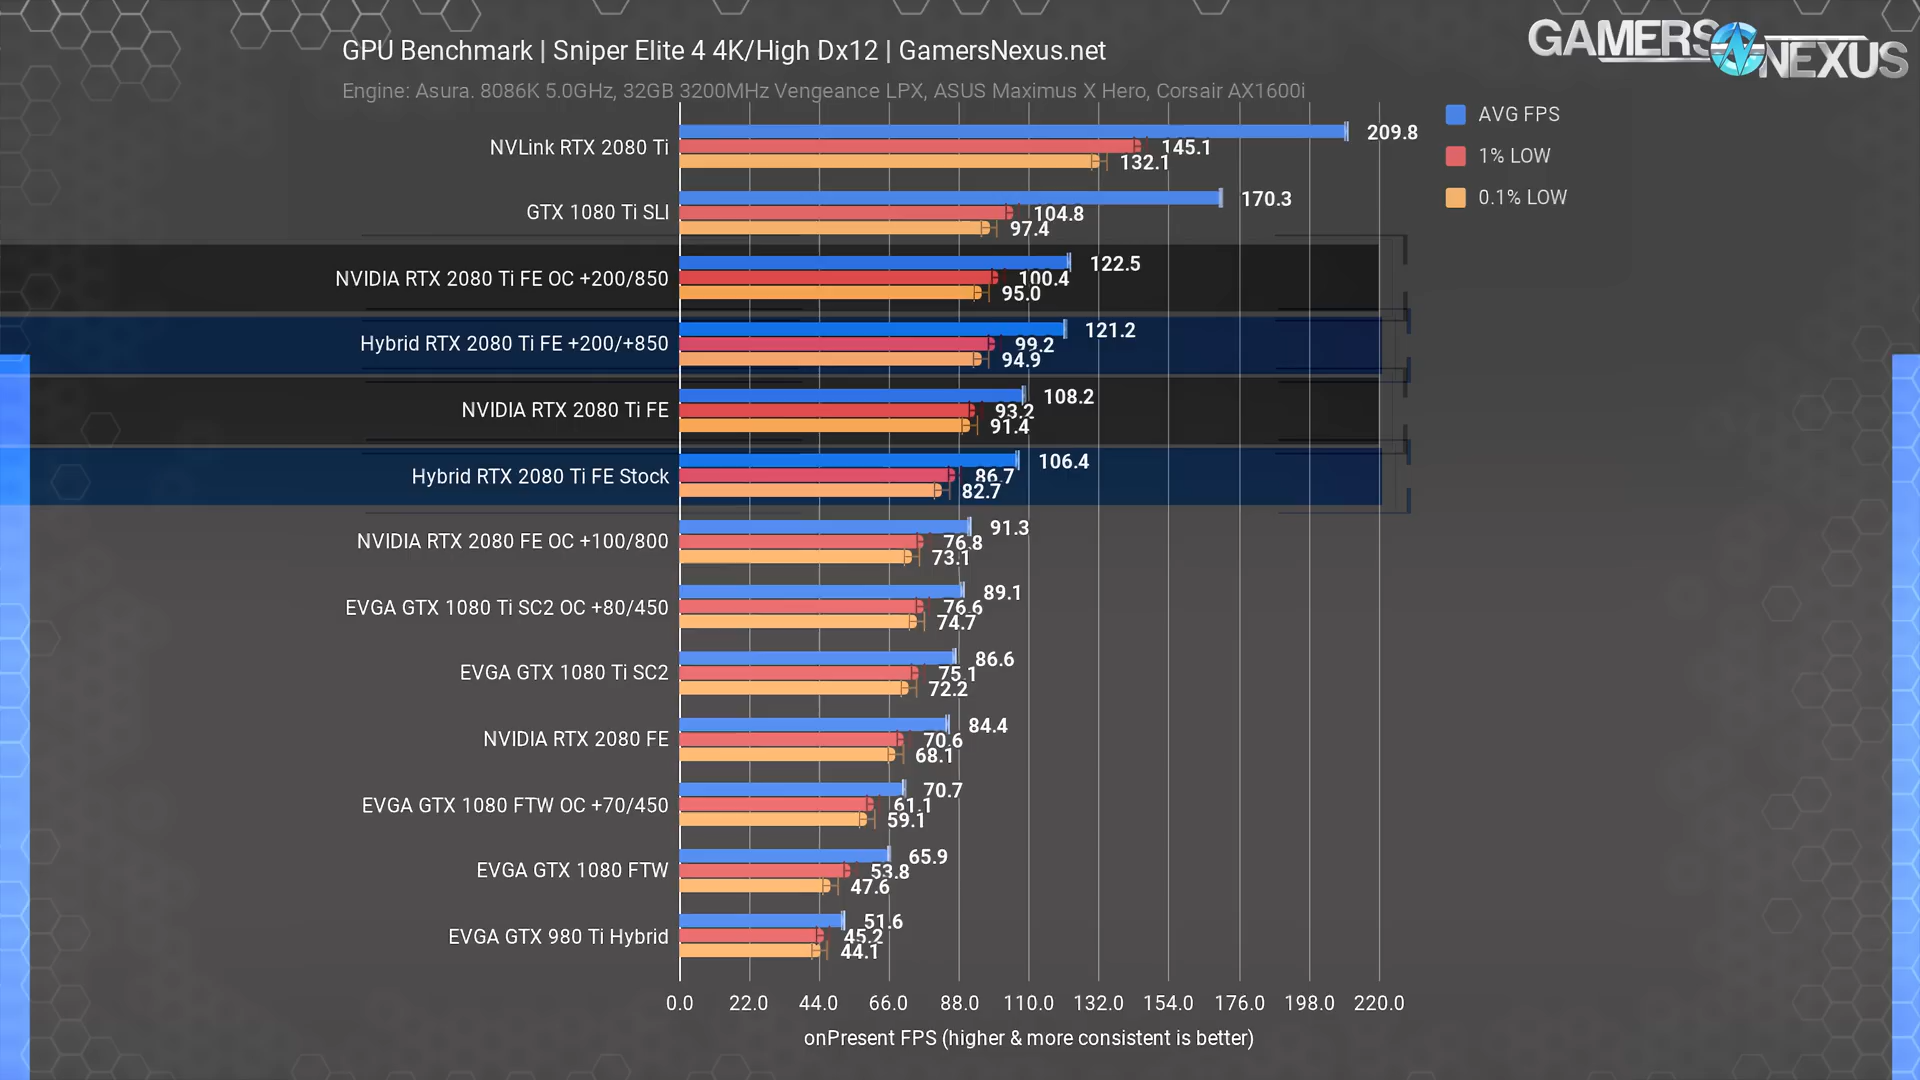 GPU Benchmark | Sniper Elite 4 4K/High Dx12 | GamersNexus.net
GAMERS NEXUS
Engine: Asura. 8086K 5.0GHz, 32GB 3200MHz Vengeance LPX, ASUS Maximus X Hero, Corsair AX1600i
AVG FPS
1% LOW
0.1% LOW
NVLink RTX 2080 Ti
209.8
145.1
132.1
GTX 1080 Ti SLI
170.3
104.8
97.4
NVIDIA RTX 2080 Ti FE OC +200/850
122.5
100.4
95.0
Hybrid RTX 2080 Ti FE +200/+850
121.2
99.2
94.9
NVIDIA RTX 2080 Ti FE
108.2
93.2
91.4
Hybrid RTX 2080 Ti FE Stock
106.4
86.7
82.7
NVIDIA RTX 2080 FE OC +100/800
91.3
76.8
73.1
EVGA GTX 1080 Ti SC2 OC +80/450
89.1
76.6
74.7
EVGA GTX 1080 Ti SC2
86.6
75.1
72.2
NVIDIA RTX 2080 FE
84.4
70.6
68.1
EVGA GTX 1080 FTW OC +70/450
70.7
61.1
59.1
EVGA GTX 1080 FTW
65.9
53.8
47.6
EVGA GTX 980 Ti Hybrid
51.6
45.2
44.1
0.0 22.0 44.0 66.0 88.0 110.0 132.0 154.0 176.0 198.0 220.0
onPresent FPS (higher & more consistent is better)